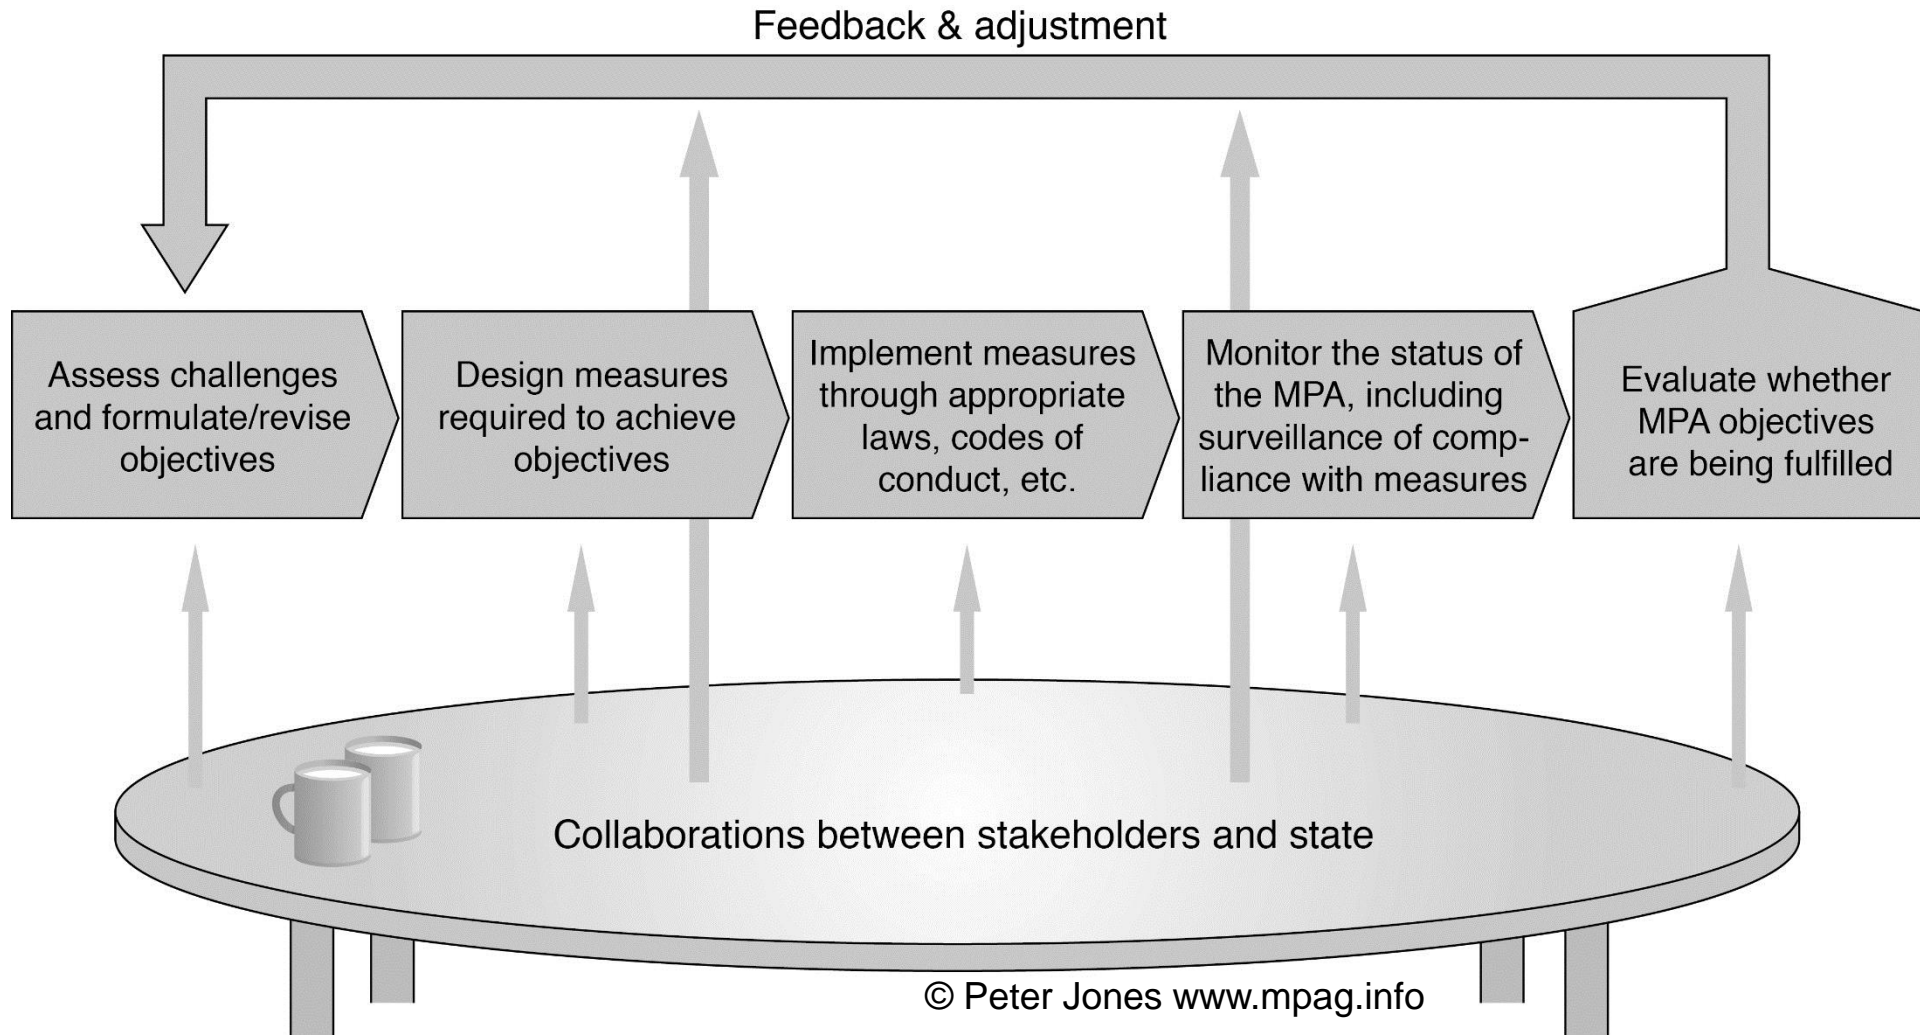 Feedback & adjustment
Assess challenges
and formulate/revise
objectives
Design measures
required to achieve
objectives
Implement measures
through appropriate
laws, codes of
conduct, etc.
Monitor the status of
the MPA, including
surveillance of comp-
liance with measures
Evaluate whether
MPA objectives
are being fulfilled
Collaborations between stakeholders and state
© Peter Jones www.mpag.info